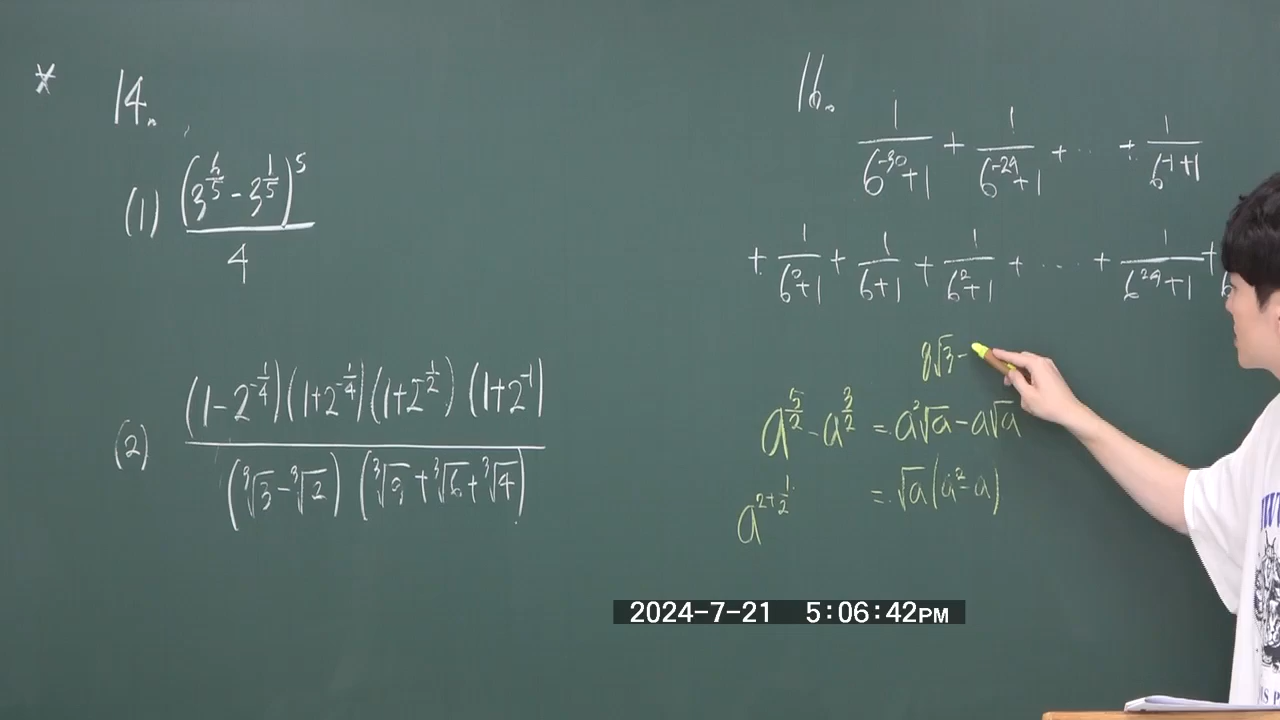 * 14.
(1) (3^{6/5} - 3^{1/5})^5 / 4
(2) (1-2^{-1/4})(1+2^{-1/4})(1+2^{-1/2})(1+2^{-1}) / (∛3-∛2)(∛9+∛6+∛4)
16.
1/(6^{-30}+1) + 1/(6^{-29}+1) + ··· + 1/(6^{-1}+1)
+ 1/(6^0+1) + 1/(6+1) + 1/(6^2+1) + ···· + 1/(6^{29}+1) +
8√3 -
a^{5/2} - a^{3/2} = a²√a - a√a
= √a(a²-a)
a^{2+1/2}
2024-7-21 5:06:42PM